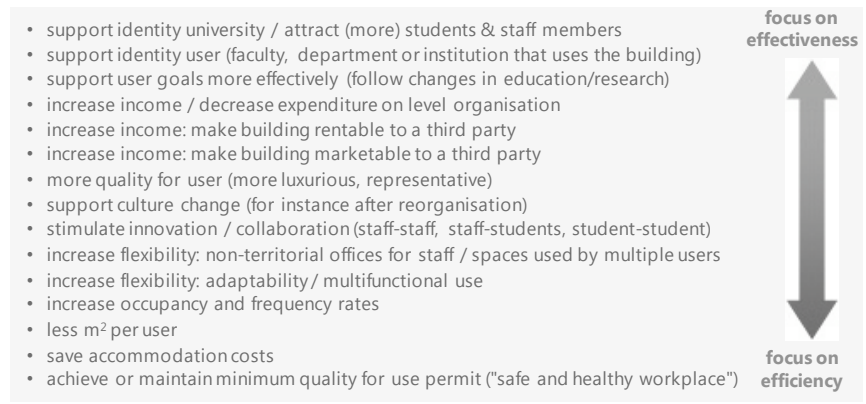 focus on
effectiveness
• support identity university / attract (more) students & staff members
• support identity user (faculty, department or institution that uses the building)
• support user goals more effectively (follow changes in education/research)
• increase income / decrease expenditure on level organisation
• increase income: make building rentable to a third party
• increase income: make building marketable to a third party
• more quality for user (more luxurious, representative)
• support culture change (for instance after reorganisation)
• stimulate innovation / collaboration (staff-staff, staff-students, student-student)
• increase flexibility: non-territorial offices for staff / spaces used by multiple users
• increase flexibility: adaptability / multifunctional use
• increase occupancy and frequency rates
• less m² per user
• save accommodation costs
• achieve or maintain minimum quality for use permit ("safe and healthy workplace")
focus on
efficiency